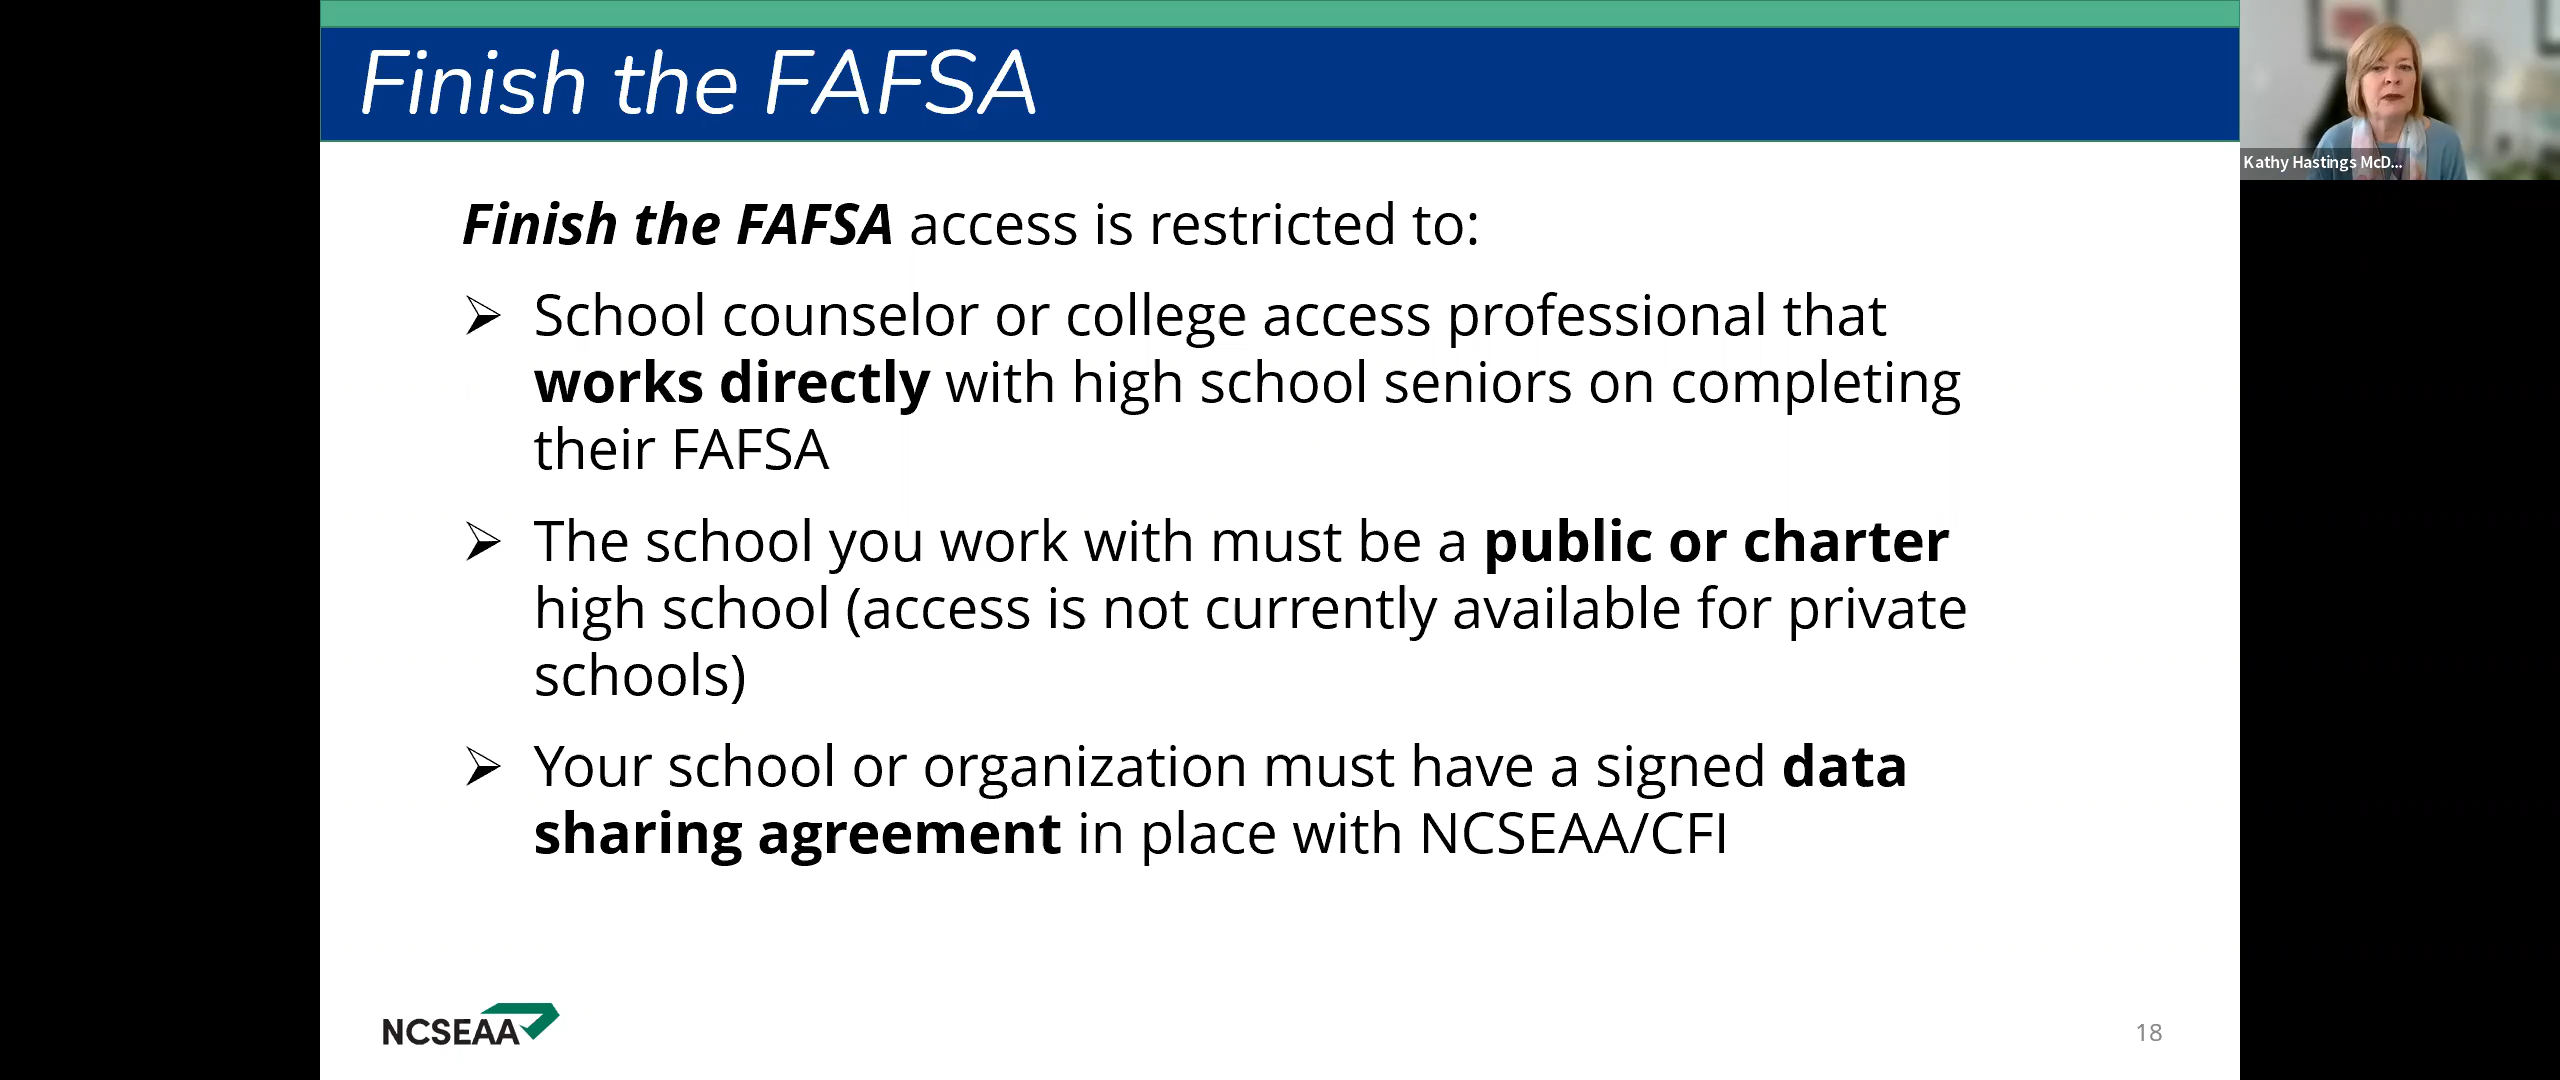 Finish the FAFSA
Kathy Hastings McD...
Finish the FAFSA access is restricted to:
➢ School counselor or college access professional that
works directly with high school seniors on completing
their FAFSA
➢ The school you work with must be a public or charter
high school (access is not currently available for private
schools)
➢ Your school or organization must have a signed data
sharing agreement in place with NCSEAA/CFI
NCSEAA
18